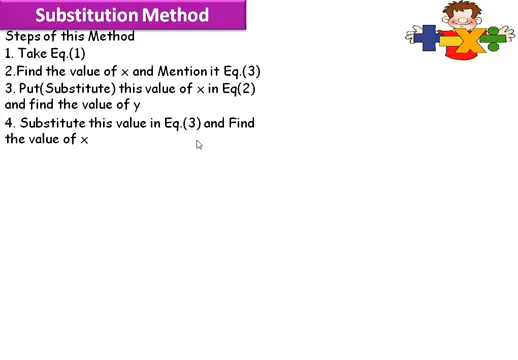 Substitution Method
Steps of this Method
1. Take Eq.(1)
2.Find the value of x and Mention it Eq.(3)
3. Put(Substitute) this value of x in Eq(2)
and find the value of y
4. Substitute this value in Eq.(3) and Find
the value of x